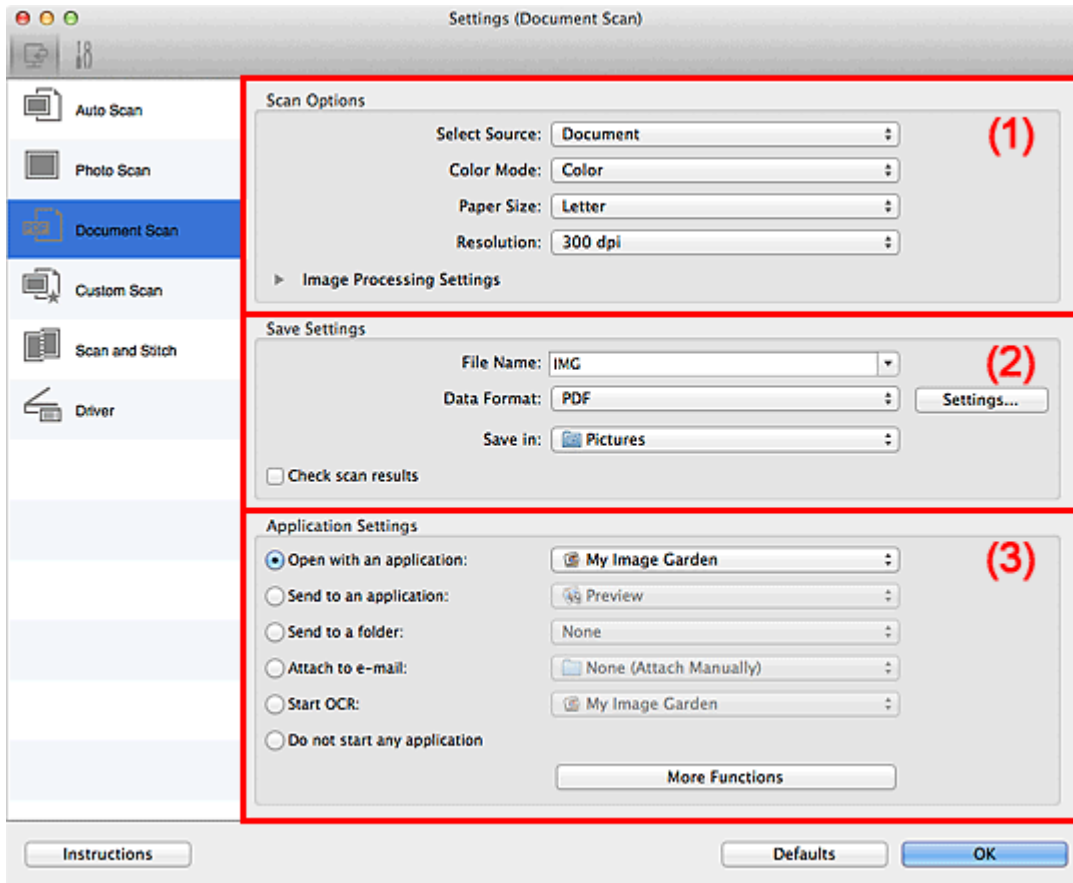 Settings (Document Scan)
Auto Scan
Photo Scan
PDF
Document Scan
Custom Scan
Scan and Stitch
Driver
Scan Options
(1)
Select Source: Document
Color Mode: Color
Paper Size: Letter
Resolution: 300 dpi
Image Processing Settings
Save Settings
(2)
File Name: IMG
Data Format: PDF Settings...
Save in: Pictures
Check scan results
Application Settings
(3)
Open with an application: My Image Garden
Send to an application: Preview
Send to a folder: None
Attach to e-mail: None (Attach Manually)
Start OCR: My Image Garden
Do not start any application
More Functions
Instructions Defaults OK